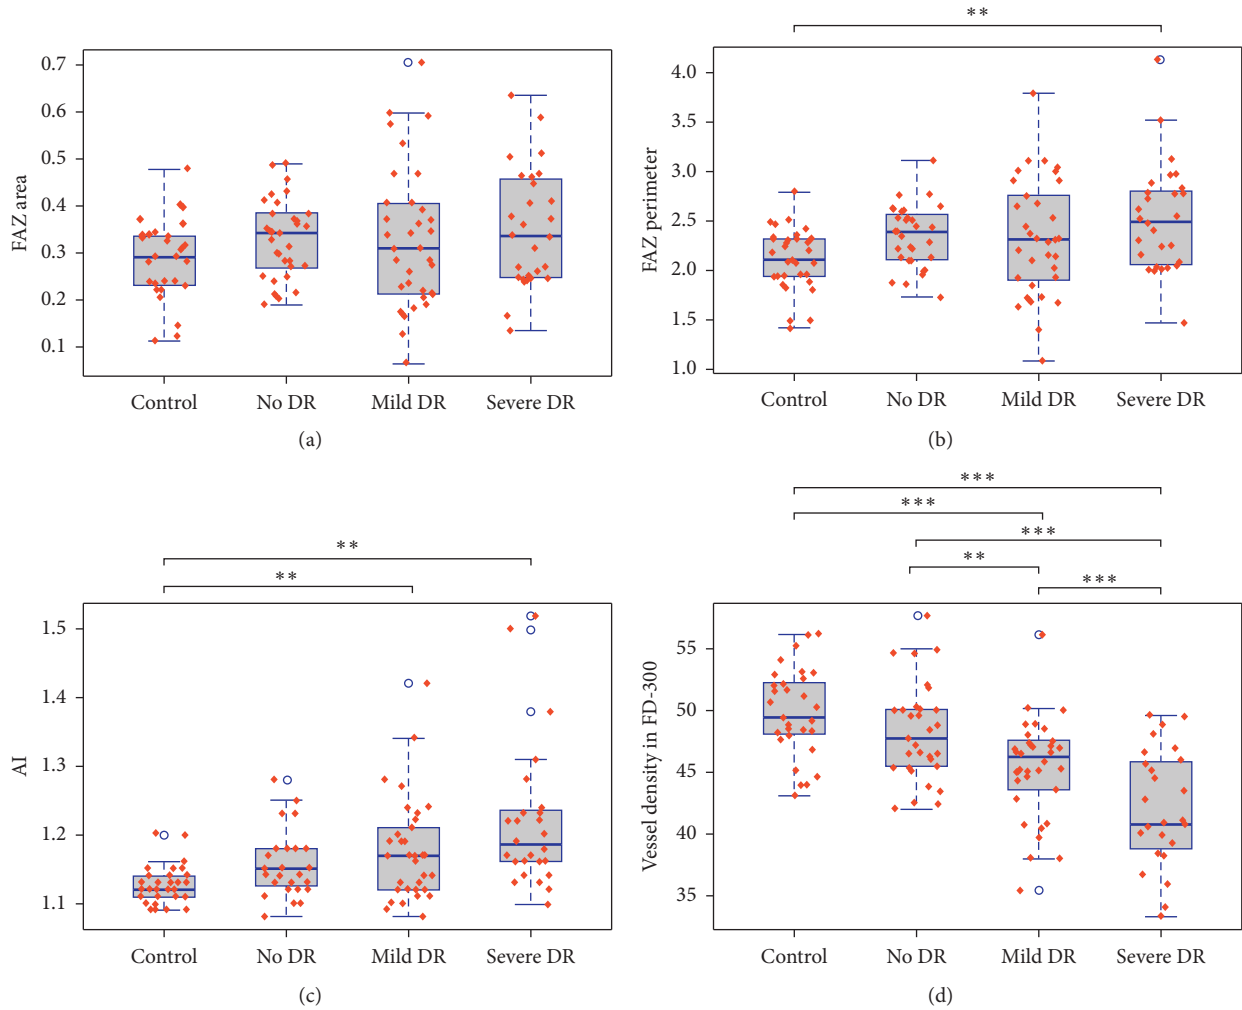 FAZ area
0.7
0.6
0.5
0.4
0.3
0.2
0.1
Control No DR Mild DR Severe DR
(a)
**
FAZ perimeter
4.0
3.5
3.0
2.5
2.0
1.5
1.0
Control No DR Mild DR Severe DR
(b)
**
**
AI
1.5
1.4
1.3
1.2
1.1
Control No DR Mild DR Severe DR
(c)
***
***
***
**
***
Vessel density in FD-300
55
50
45
40
35
Control No DR Mild DR Severe DR
(d)